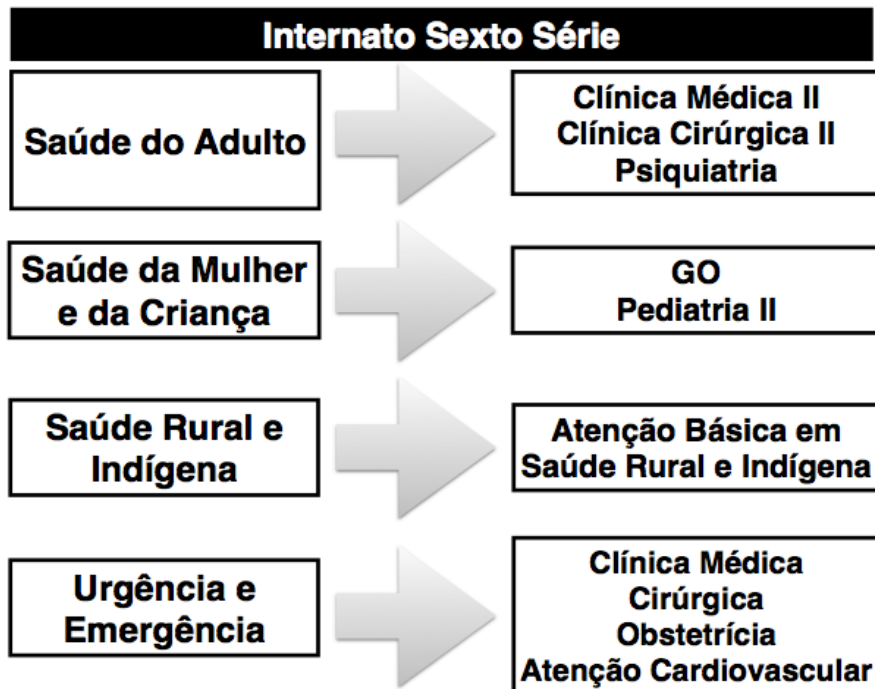 Internato Sexto Série
Saúde do Adulto
Clínica Médica II
Clínica Cirúrgica II
Psiquiatria
Saúde da Mulher
e da Criança
GO
Pediatria II
Saúde Rural e
Indígena
Atenção Básica em
Saúde Rural e Indígena
Urgência e
Emergência
Clínica Médica
Cirúrgica
Obstetrícia
Atenção Cardiovascular